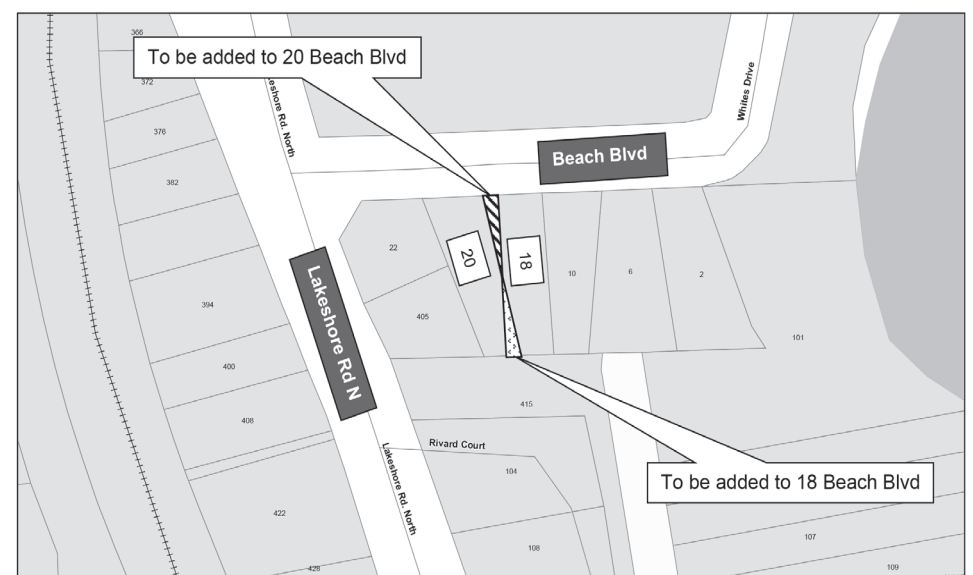 366
To be added to 20 Beach Blvd
372
eshore Rd. North
Whites Drive
376
Beach Blvd
382
22
20
18
10
6
2
Lakeshore Rd N
394
405
101
400
415
408
Rivard Court
Lakeshore Rd. North
104
To be added to 18 Beach Blvd
422
107
108
428
109